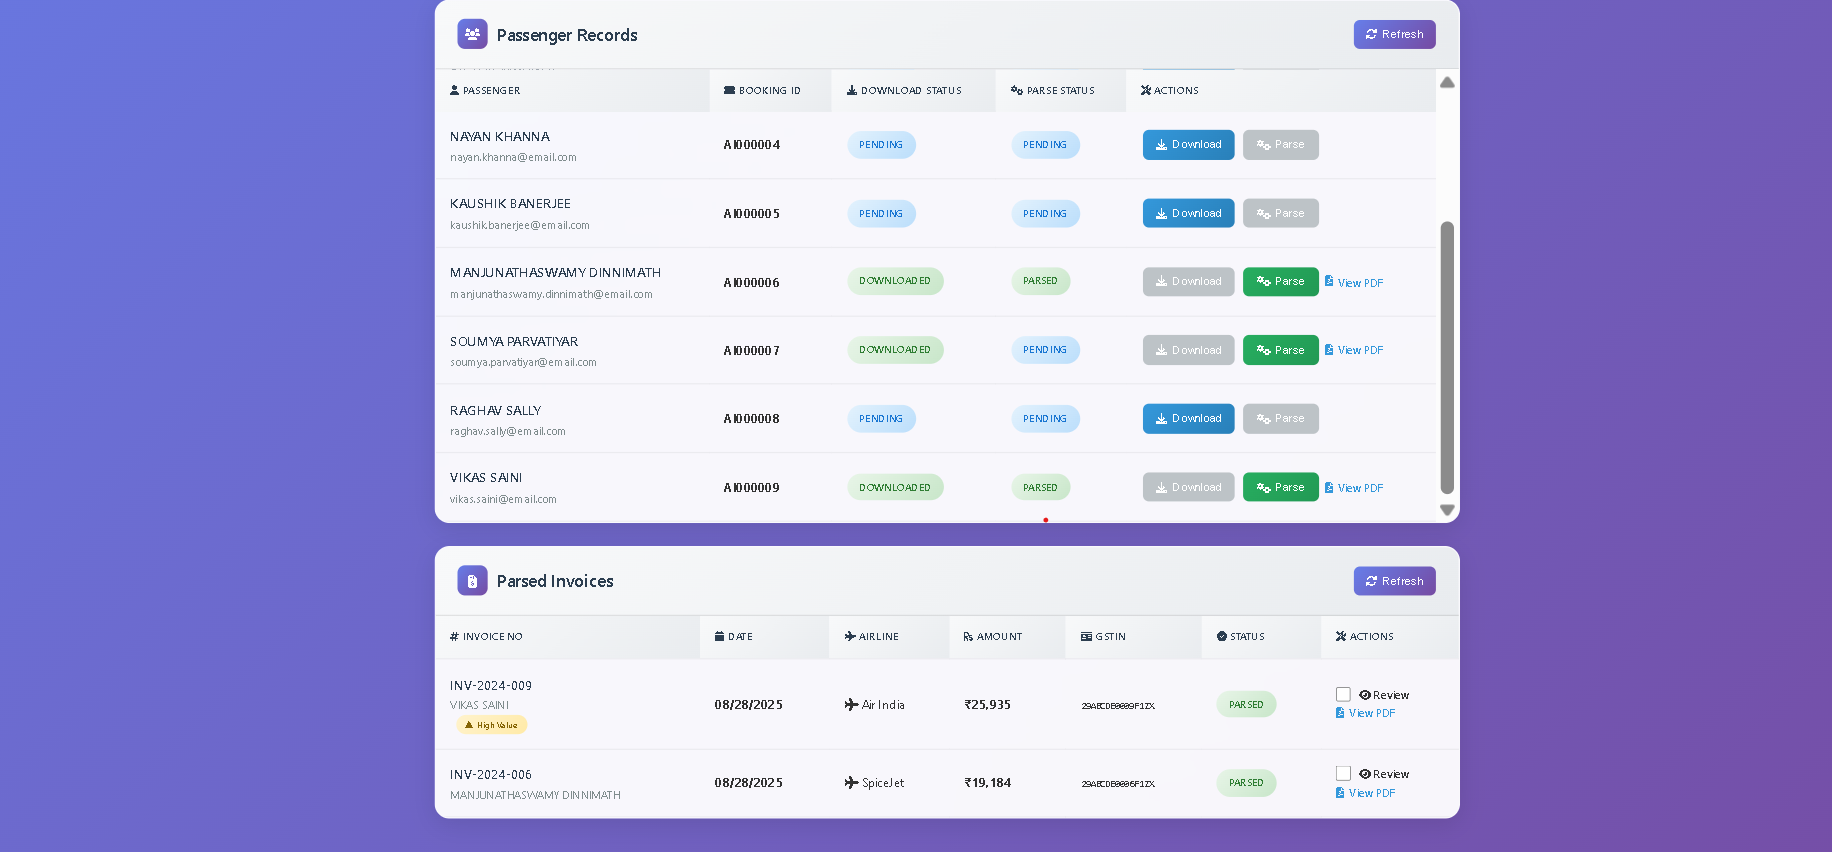 Passenger Records
Refresh
PASSENGER BOOKING ID DOWNLOAD STATUS PARSE STATUS ACTIONS
NAYAN KHANNA
nayan.khanna@email.com
AI000004 PENDING PENDING Download Parse
KAUSHIK BANERJEE
kaushik.banerjee@email.com
AI000005 PENDING PENDING Download Parse
MANJUNATHASWAMY DINNIMATH
manjunathaswamy.dinnimath@email.com
AI000006 DOWNLOADED PARSED Download Parse View PDF
SOUMYA PARVATIYAR
soumya.parvatiyar@email.com
AI000007 DOWNLOADED PENDING Download Parse View PDF
RAGHAV SALLY
raghav.sally@email.com
AI000008 PENDING PENDING Download Parse
VIKAS SAINI
vikas.saini@email.com
AI000009 DOWNLOADED PARSED Download Parse View PDF
Parsed Invoices
Refresh
# INVOICE NO DATE AIRLINE AMOUNT GSTIN STATUS ACTIONS
INV-2024-009
VIKAS SAINI
High Value
08/28/2025 Air India ₹25,935 29ABCDE0009F1ZX PARSED Review
View PDF
INV-2024-006
MANJUNATHASWAMY DINNIMATH
08/28/2025 SpiceJet ₹19,184 29ABCDE0006F1ZX PARSED Review
View PDF